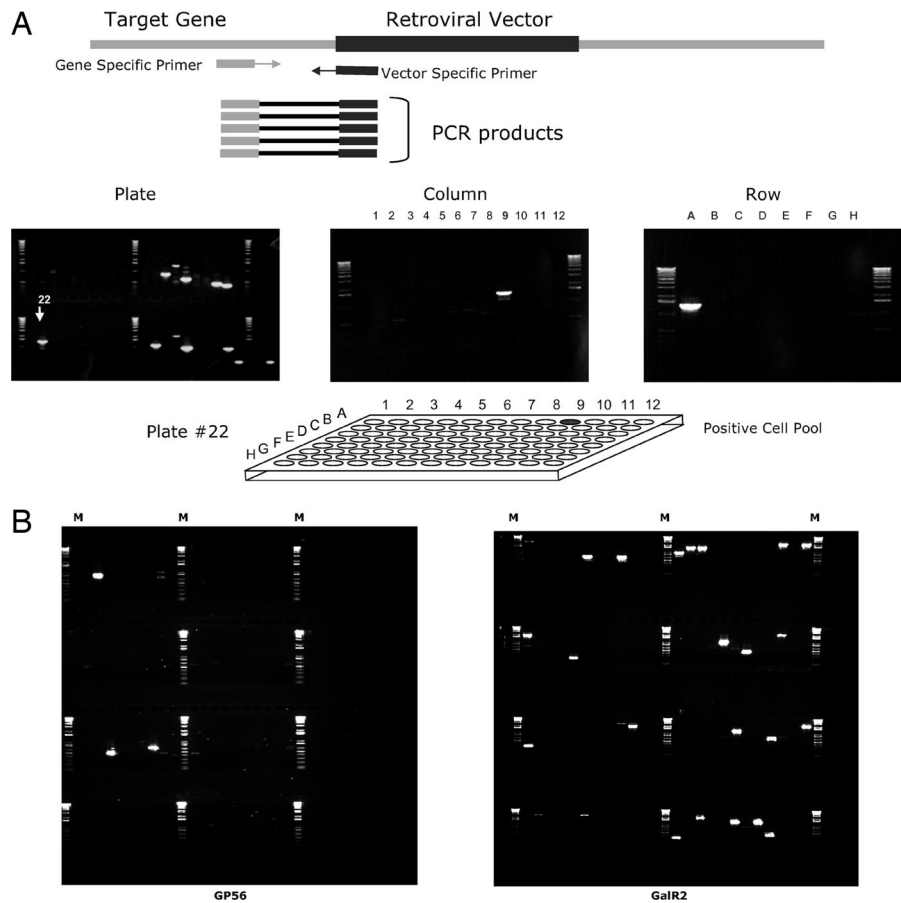 A
Target Gene
Retroviral Vector
Gene Specific Primer
Vector Specific Primer
PCR products
Plate
Column
Row
1 2 3 4 5 6 7 8 9 10 11 12
A B C D E F G H
22
Plate #22
H G F E D C B A
1 2 3 4 5 6 7 8 9 10 11 12
Positive Cell Pool
B
M M M
M M M
GP56
GalR2